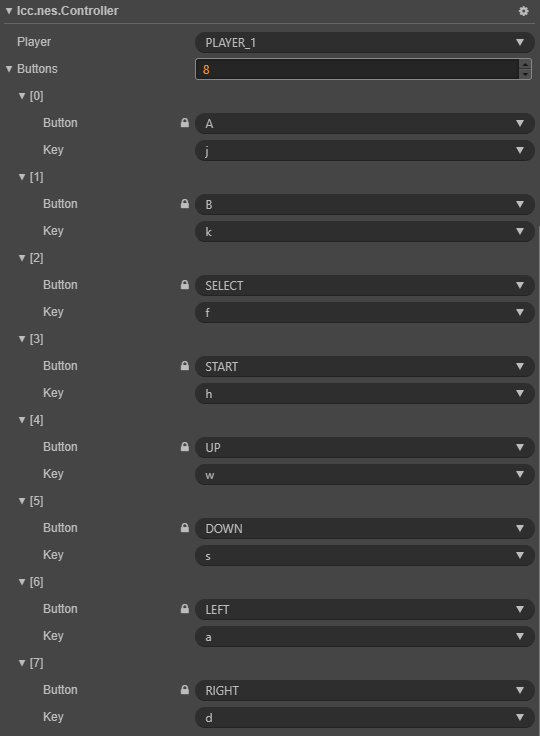 lcc.nes.Controller
Player PLAYER_1
Buttons 8
[0]
Button A
Key j
[1]
Button B
Key k
[2]
Button SELECT
Key f
[3]
Button START
Key h
[4]
Button UP
Key w
[5]
Button DOWN
Key s
[6]
Button LEFT
Key a
[7]
Button RIGHT
Key d